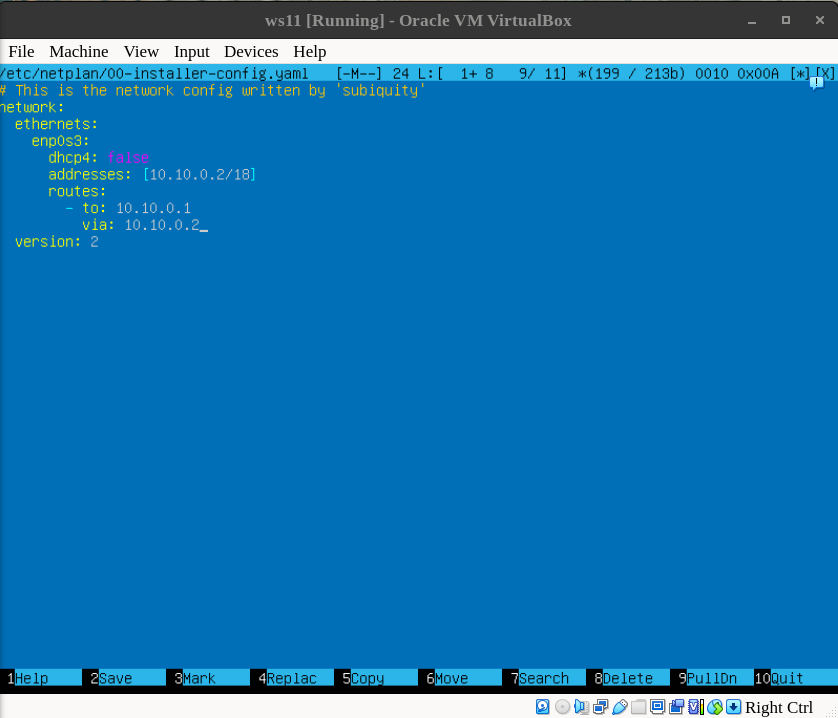 ws11 [Running] - Oracle VM VirtualBox
File Machine View Input Devices Help
/etc/netplan/00-installer-config.yaml [-M--] 24 L:[ 1+ 8 9/ 11] *(199 / 213b) 0010 0x00A [*][X]
# This is the network config written by 'subiquity'
network:
  ethernets:
    enp0s3:
      dhcp4: false
      addresses: [10.10.0.2/18]
      routes:
        - to: 10.10.0.1
          via: 10.10.0.2_
  version: 2
1Help 2Save 3Mark 4Replac 5Copy 6Move 7Search 8Delete 9PullDn 10Quit
Right Ctrl